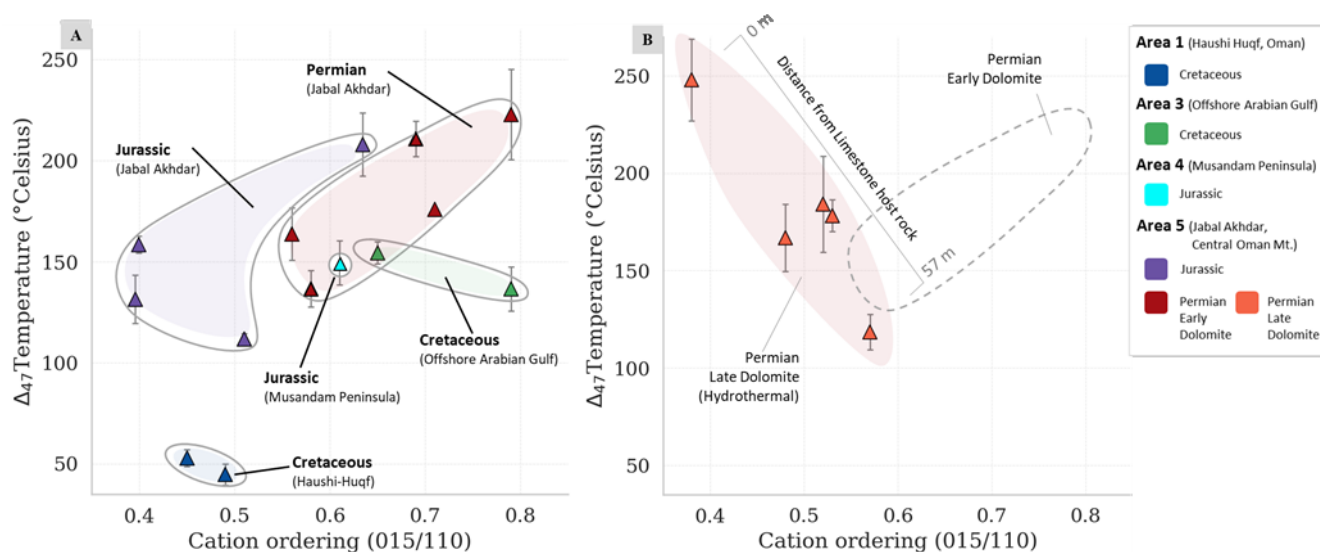 A
250
200
150
100
50
Δ47Temperature (°Celsius)
0.4
0.5
0.6
0.7
0.8
Cation ordering (015/110)
Permian
(Jabal Akhdar)
Jurassic
(Jabal Akhdar)
Cretaceous
(Offshore Arabian Gulf)
Jurassic
(Musandam Peninsula)
Cretaceous
(Haushi-Huqf)
B
250
200
150
100
50
Δ47Temperature (°Celsius)
0.4
0.5
0.6
0.7
0.8
Cation ordering (015/110)
0 m
Distance from Limestone host rock
57 m
Permian
Early Dolomite
Permian
Late Dolomite
(Hydrothermal)
Area 1 (Haushi Huqf, Oman)
Cretaceous
Area 3 (Offshore Arabian Gulf)
Cretaceous
Area 4 (Musandam Peninsula)
Jurassic
Area 5 (Jabal Akhdar,
Central Oman Mt.)
Jurassic
Permian
Early
Dolomite
Permian
Late
Dolomite